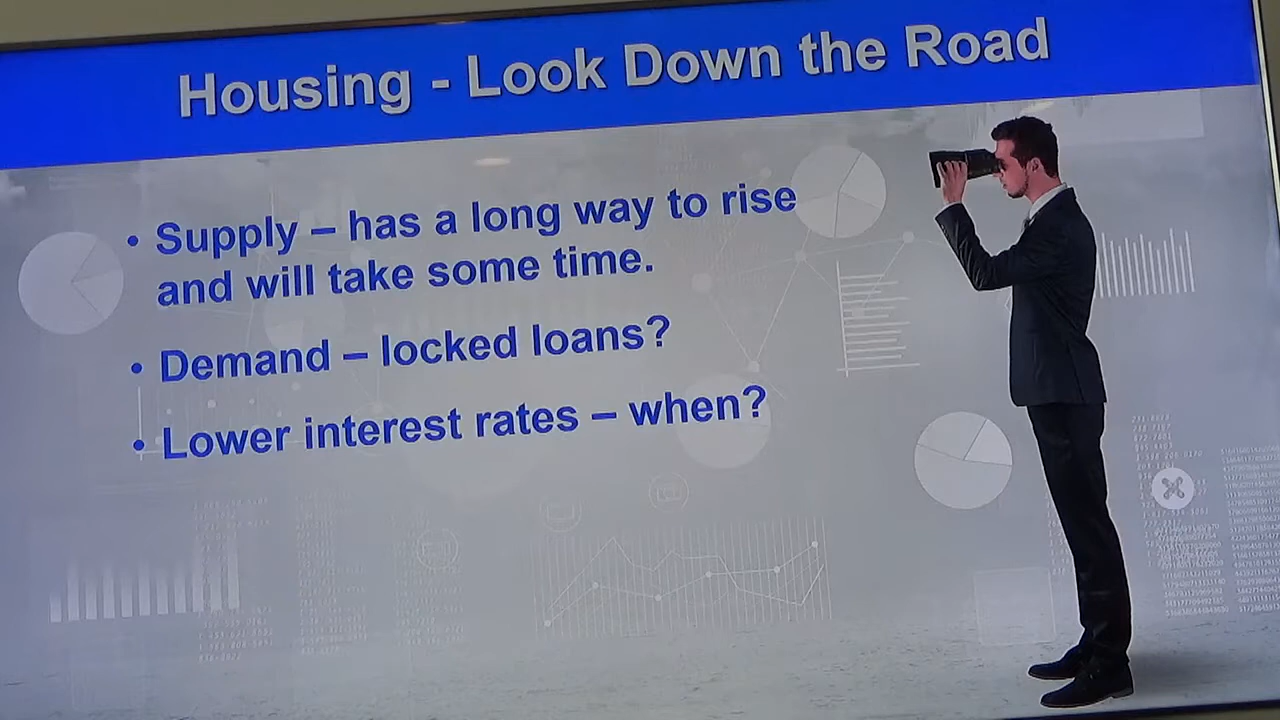 Housing - Look Down the Road
• Supply – has a long way to rise
and will take some time.
• Demand – locked loans?
• Lower interest rates – when?